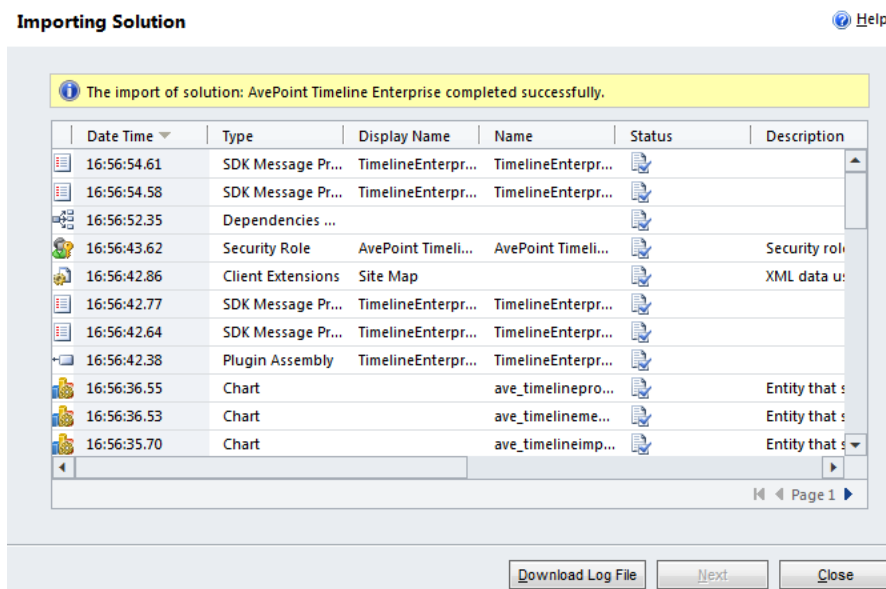 Importing Solution
Help
The import of solution: AvePoint Timeline Enterprise completed successfully.
Date Time Type Display Name Name Status Description
16:56:54.61 SDK Message Pr... TimelineEnterpr... TimelineEnterpr...
16:56:54.58 SDK Message Pr... TimelineEnterpr... TimelineEnterpr...
16:56:52.35 Dependencies ...
16:56:43.62 Security Role AvePoint Timeli... AvePoint Timeli... Security role
16:56:42.86 Client Extensions Site Map XML data us
16:56:42.77 SDK Message Pr... TimelineEnterpr... TimelineEnterpr...
16:56:42.64 SDK Message Pr... TimelineEnterpr... TimelineEnterpr...
16:56:42.38 Plugin Assembly TimelineEnterpr... TimelineEnterpr...
16:56:36.55 Chart ave_timelinepro... Entity that s
16:56:36.53 Chart ave_timelineme... Entity that s
16:56:35.70 Chart ave_timelineimp... Entity that s
Page 1
Download Log File Next Close